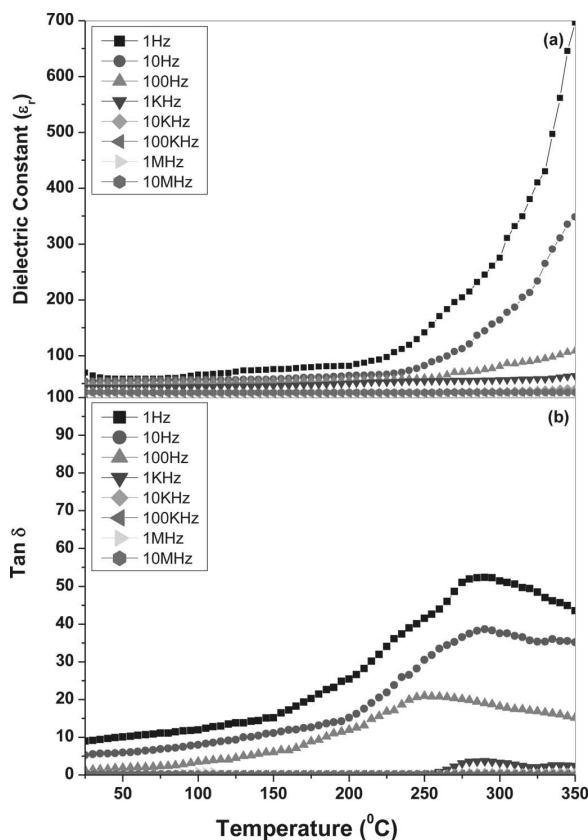 700
600
500
400
300
200
100
Dielectric Constant (εr)
(a)
1Hz
10Hz
100Hz
1KHz
10KHz
100KHz
1MHz
10MHz
100
90
80
70
60
50
40
30
20
10
0
Tan δ
(b)
1Hz
10Hz
100Hz
1KHz
10KHz
100KHz
1MHz
10MHz
50 100 150 200 250 300 350
Temperature (⁰C)